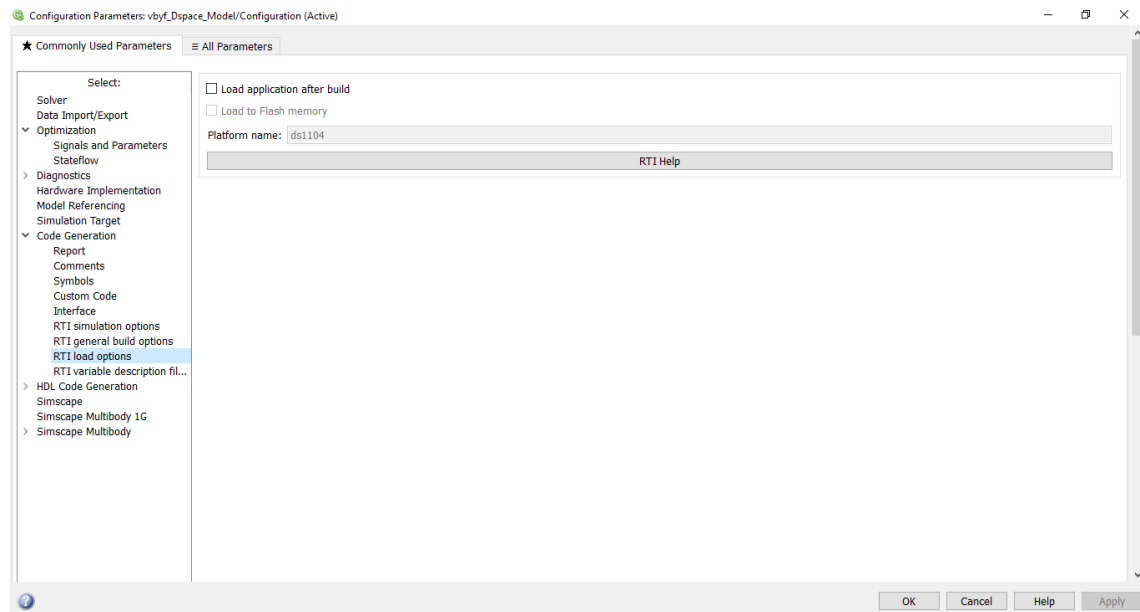 Configuration Parameters: vbyf_Dspace_Model/Configuration (Active)
★ Commonly Used Parameters
≡ All Parameters
Select:
Solver
Data Import/Export
Optimization
Signals and Parameters
Stateflow
Diagnostics
Hardware Implementation
Model Referencing
Simulation Target
Code Generation
Report
Comments
Symbols
Custom Code
Interface
RTI simulation options
RTI general build options
RTI load options
RTI variable description fil...
HDL Code Generation
Simscape
Simscape Multibody 1G
Simscape Multibody
Load application after build
Load to Flash memory
Platform name: ds1104
RTI Help
OK Cancel Help Apply